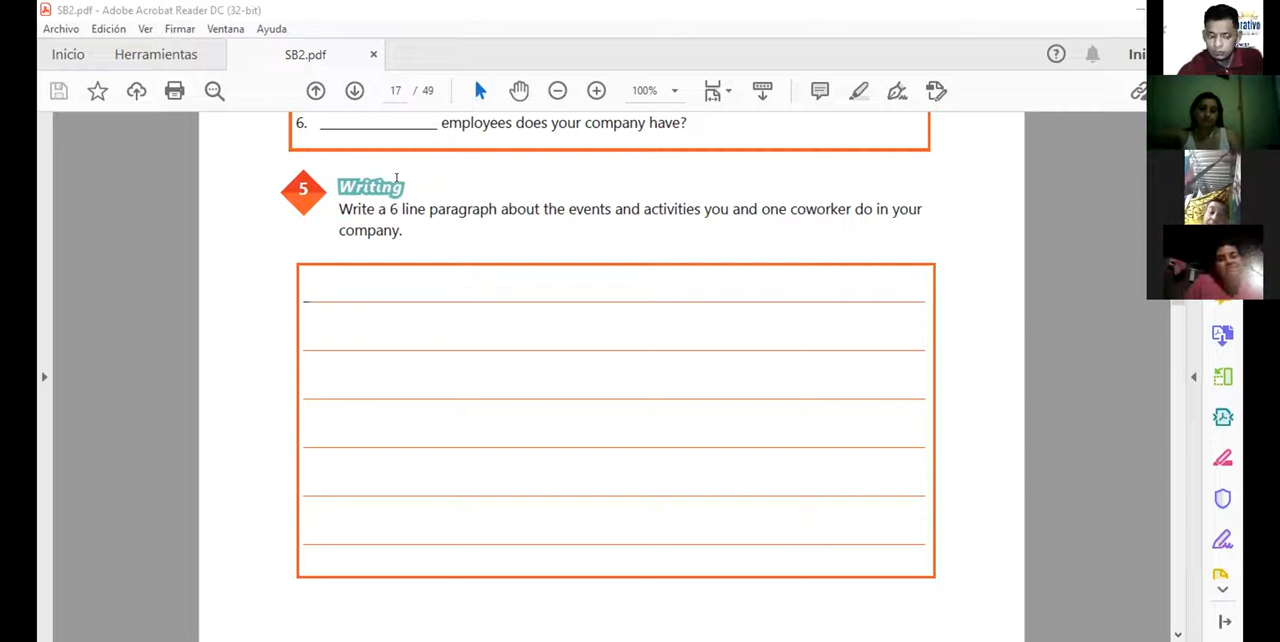 SB2.pdf - Adobe Acrobat Reader DC (32-bit)
Archivo Edición Ver Firmar Ventana Ayuda
Inicio Herramientas SB2.pdf × Ini
17 / 49 100%
6. ______________ employees does your company have?
5 Writing
Write a 6 line paragraph about the events and activities you and one coworker do in your
company.